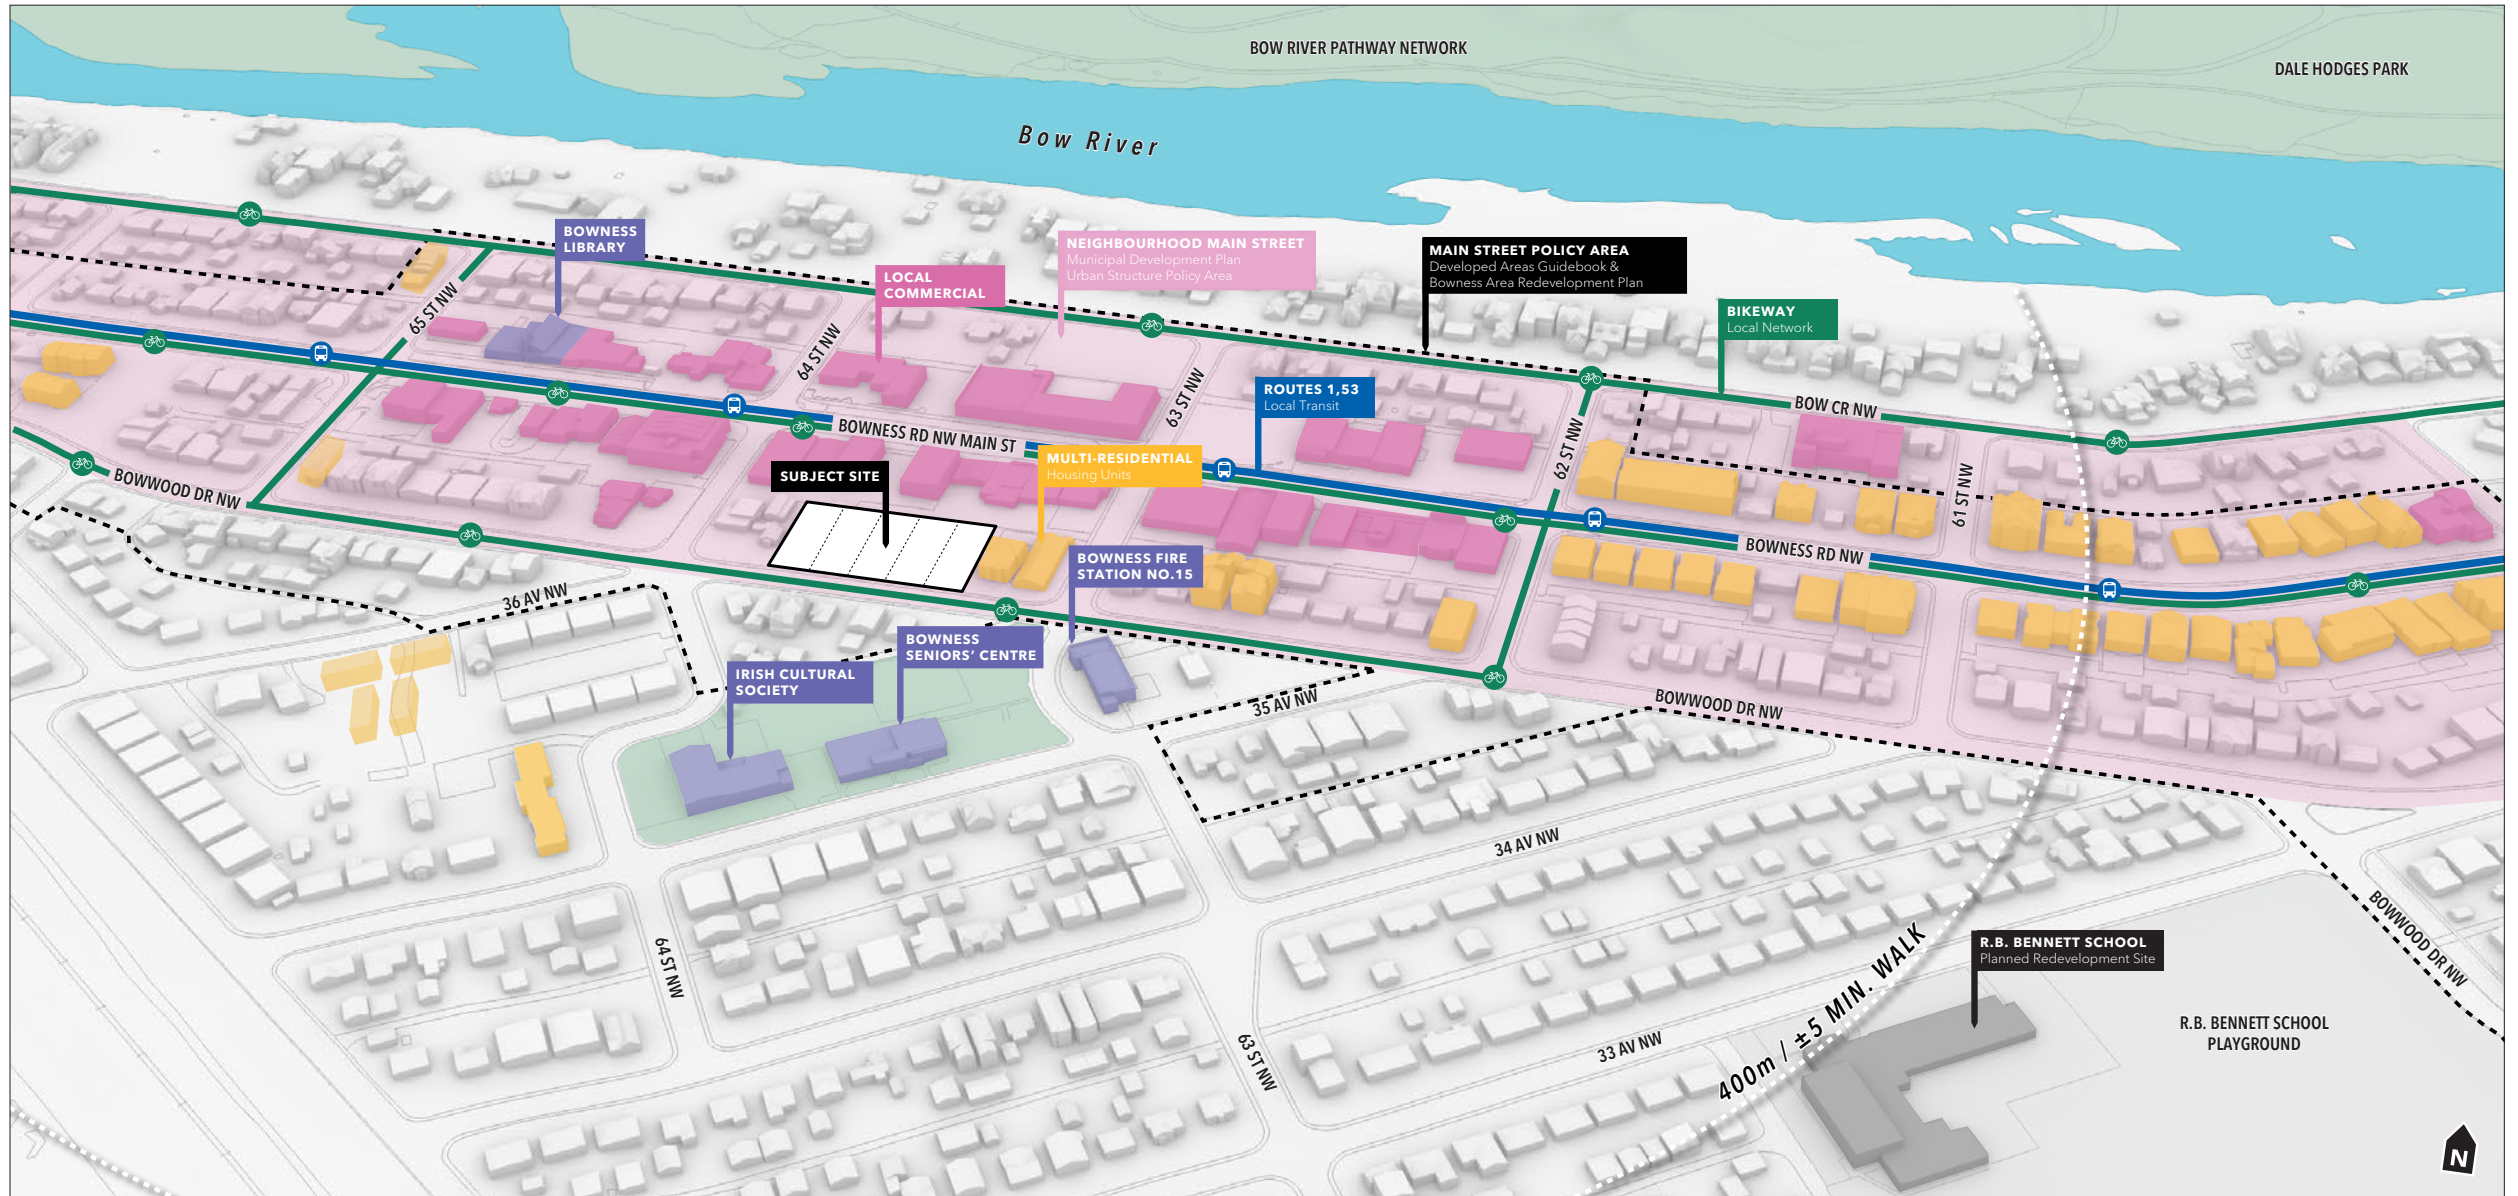 BOW RIVER PATHWAY NETWORK
DALE HODGES PARK
Bow River
BOWNESS
LIBRARY
NEIGHBOURHOOD MAIN STREET
Municipal Development Plan
Urban Structure Policy Area
MAIN STREET POLICY AREA
Developed Areas Guidebook &
Bowness Area Redevelopment Plan
LOCAL
COMMERCIAL
65 ST NW
BIKEWAY
Local Network
64 ST NW
63 ST NW
ROUTES 1,53
Local Transit
BOW CR NW
BOWNESS RD NW MAIN ST
62 ST NW
MULTI-RESIDENTIAL
Housing Units
SUBJECT SITE
BOWWOOD DR NW
61 ST NW
BOWNESS RD NW
BOWNESS FIRE
STATION NO.15
36 AV NW
BOWNESS
SENIORS' CENTRE
IRISH CULTURAL
SOCIETY
35 AV NW
BOWWOOD DR NW
34 AV NW
BOWWOOD DR NW
64 ST NW
R.B. BENNETT SCHOOL
Planned Redevelopment Site
400m / ±5 MIN. WALK
R.B. BENNETT SCHOOL
PLAYGROUND
33 AV NW
63 ST NW
N